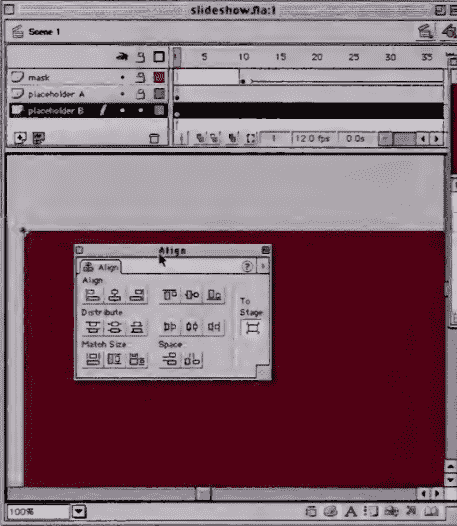 slideshow.fla:1
Scene 1
5 10 15 20 25 30 35
mask
placeholder A
placeholder B
1 12.0 fps 0.0s
Align
Align
Align
To
Stage
Distribute
Match Size: Space:
100%